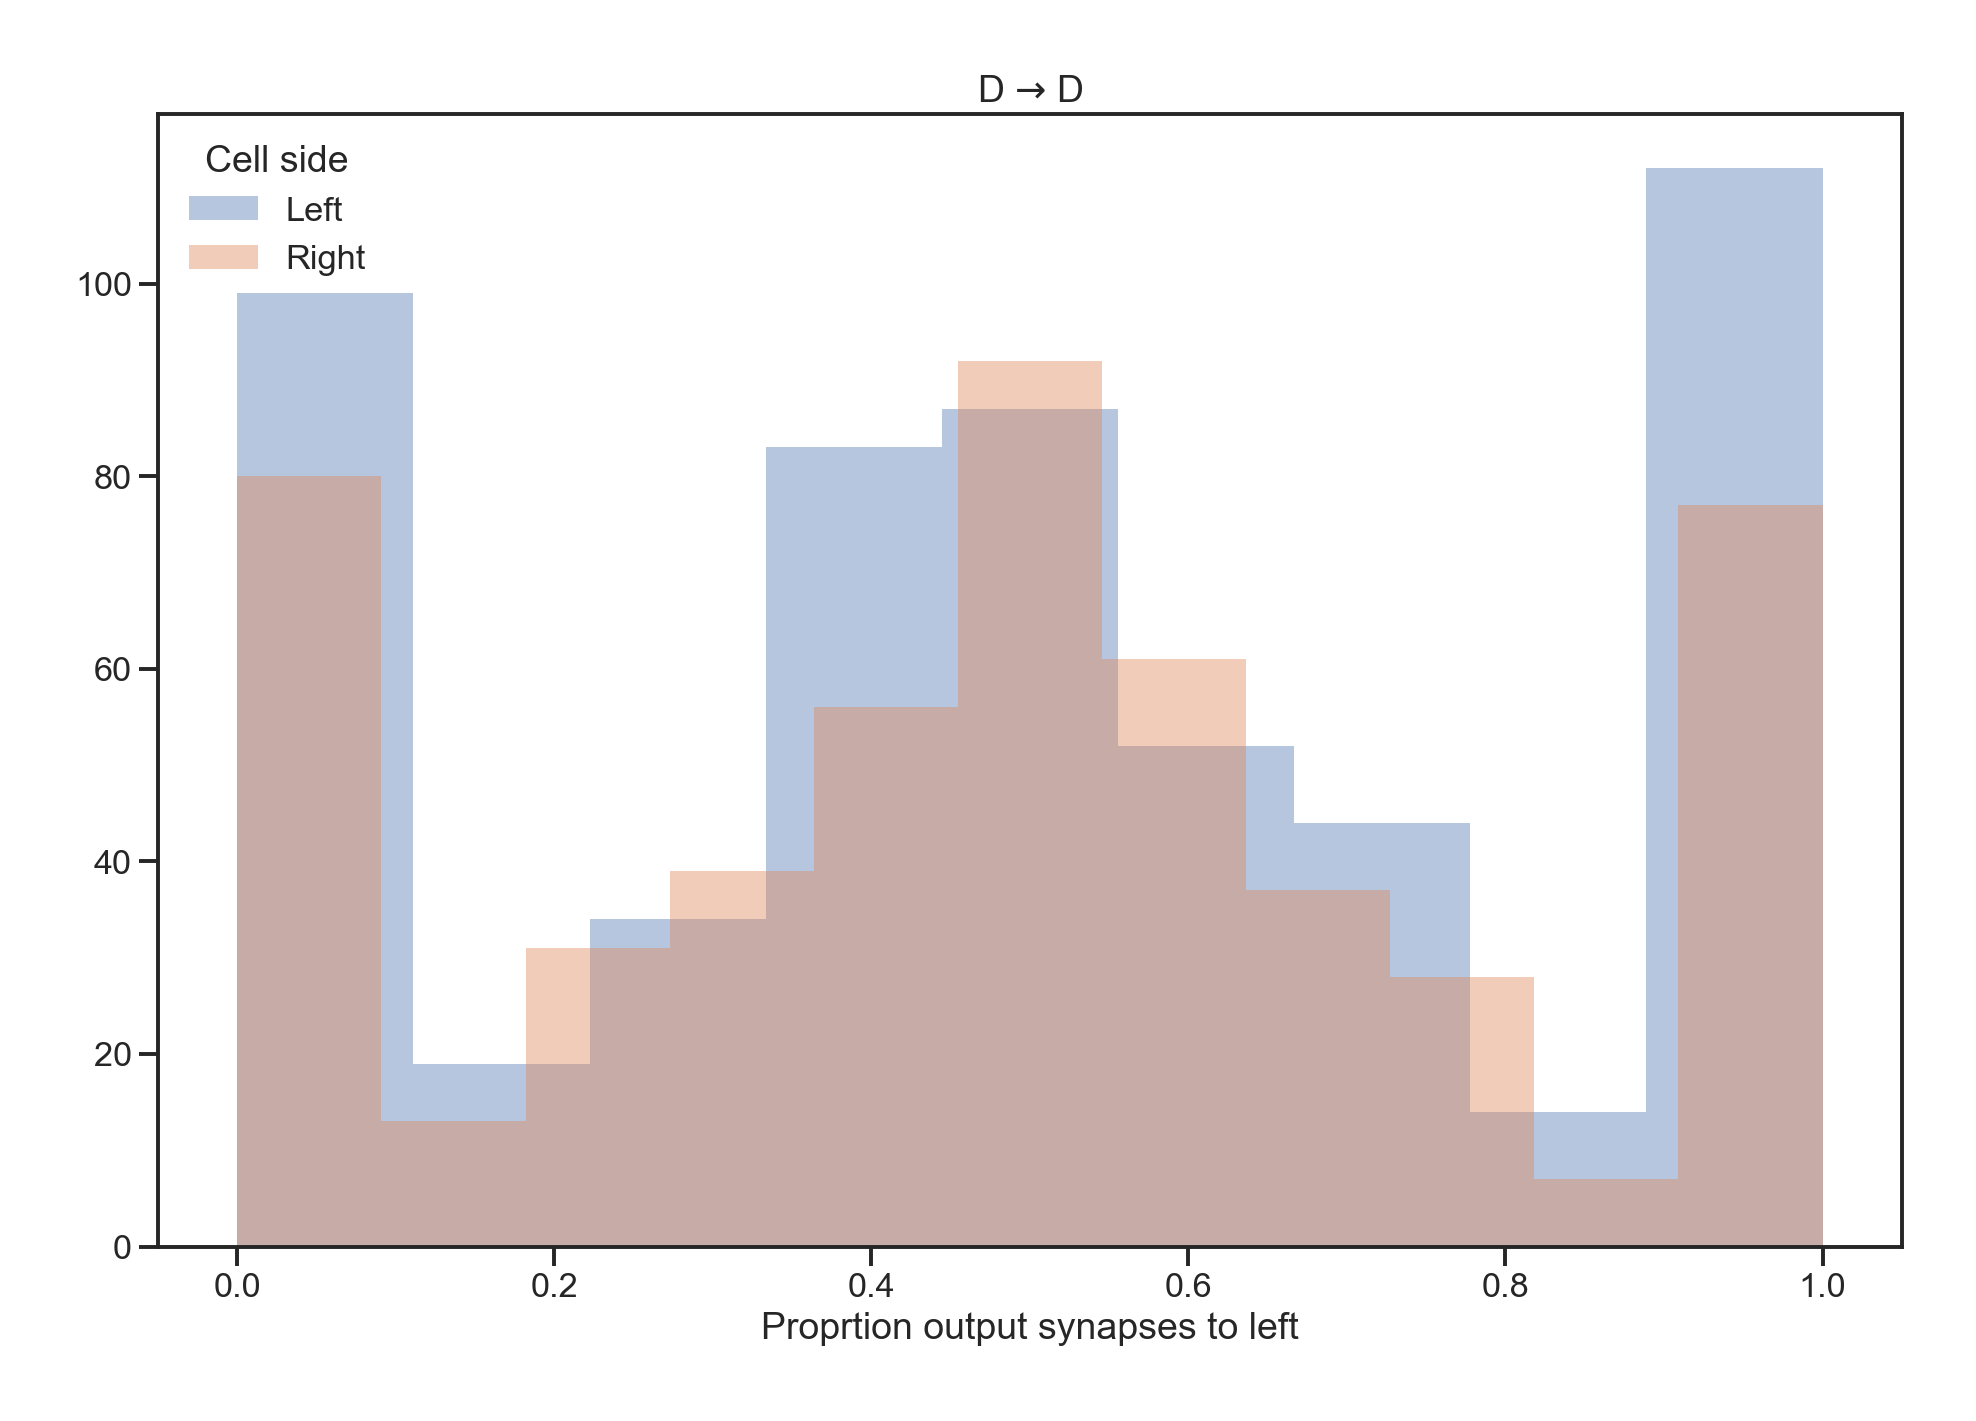 D → D
Cell side
Left
Right
100
80
60
40
20
0
0.0 0.2 0.4 0.6 0.8 1.0
Proprtion output synapses to left